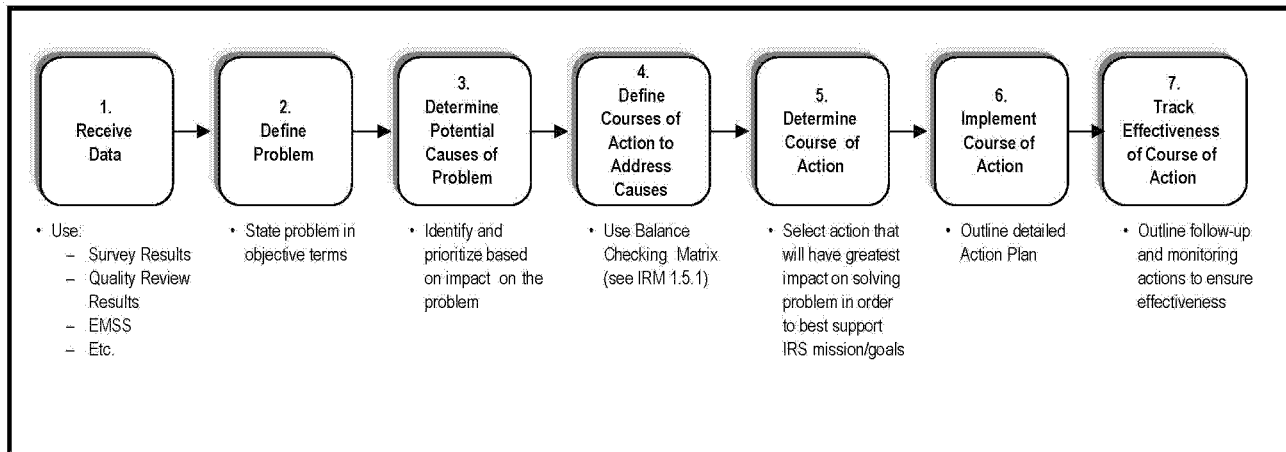 1.
Receive
Data
2.
Define
Problem
3.
Determine
Potential
Causes of
Problem
4.
Define
Courses of
Action to
Address
Causes
5.
Determine
Course of
Action
6.
Implement
Course of
Action
7.
Track
Effectiveness
of Course of
Action
• Use:
– Survey Results
– Quality Review
Results
– EMSS
– Etc.
• State problem in
objective terms
• Identify and
prioritize based
on impact on the
problem
• Use Balance
Checking Matrix
(see IRM 1.5.1)
• Select action that
will have greatest
impact on solving
problem in order
to best support
IRS mission/goals
• Outline detailed
Action Plan
• Outline follow-up
and monitoring
actions to ensure
effectiveness